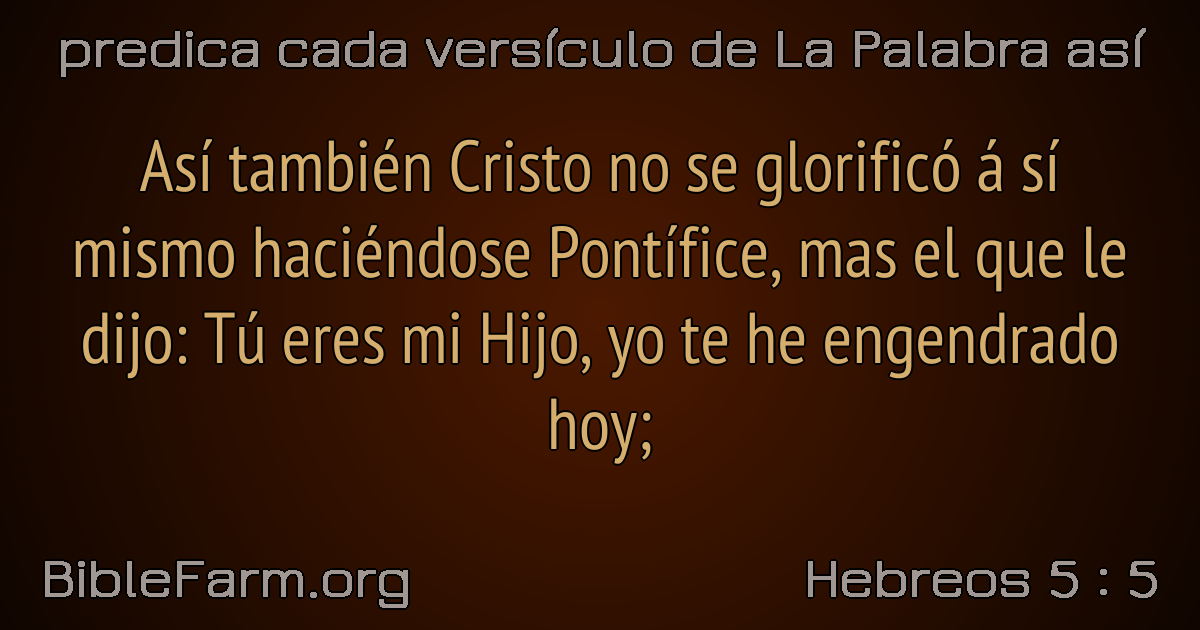 predica cada versículo de La Palabra así
Así también Cristo no se glorificó á sí
mismo haciéndose Pontífice, mas el que le
dijo: Tú eres mi Hijo, yo te he engendrado
hoy;
BibleFarm.org
Hebreos 5 : 5